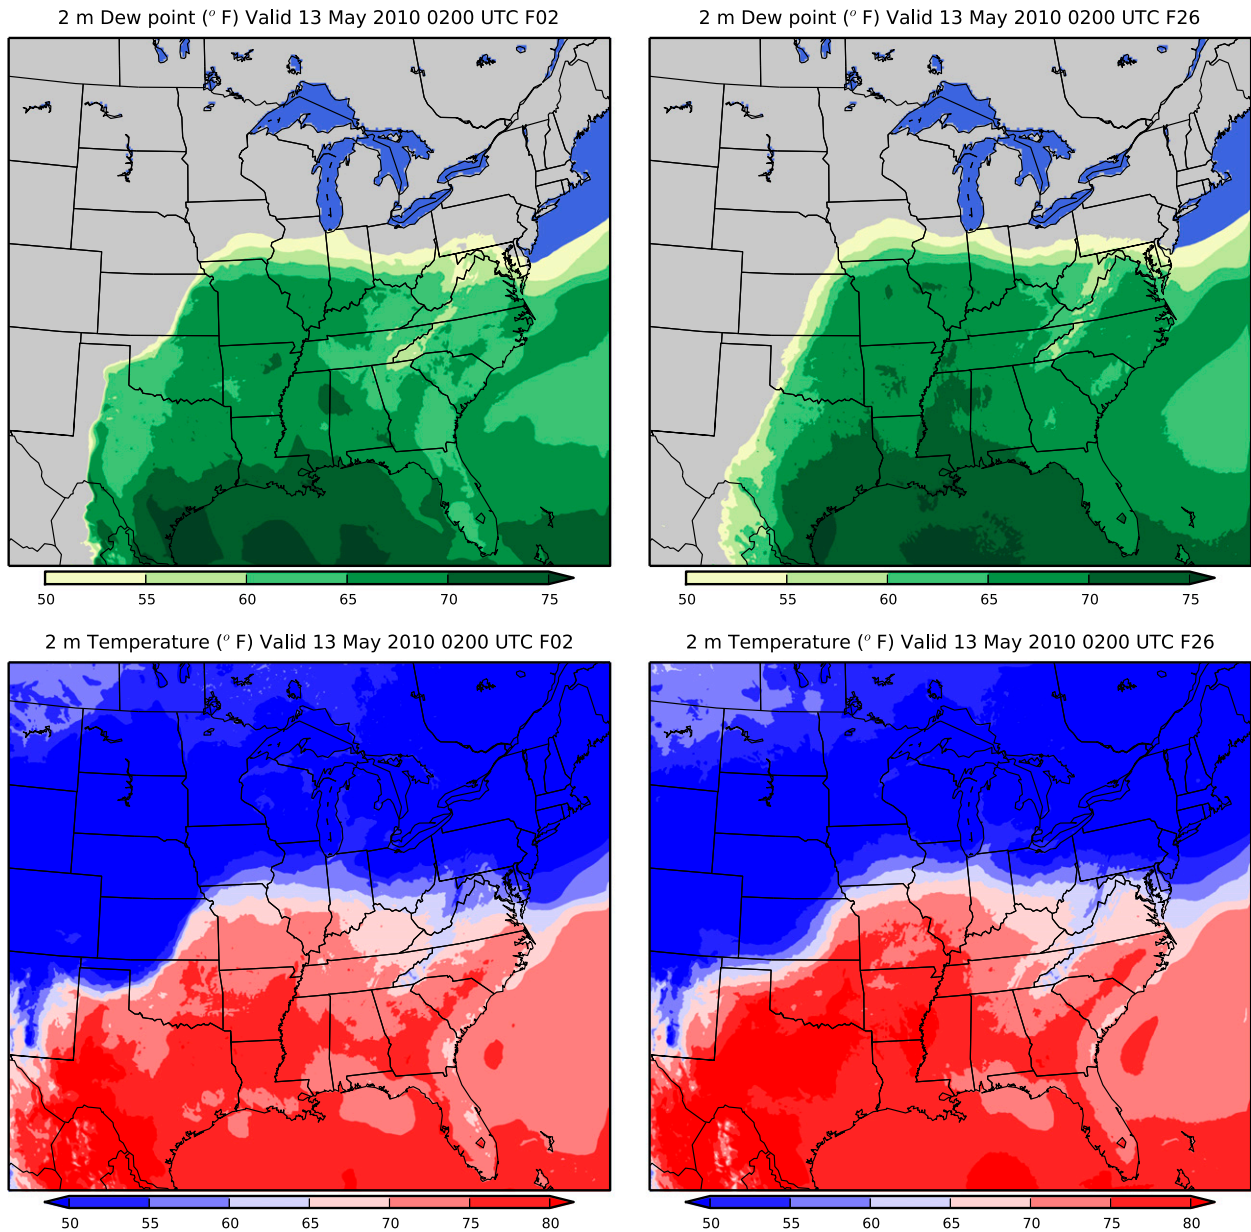 2 m Dew point (° F) Valid 13 May 2010 0200 UTC F02
2 m Dew point (° F) Valid 13 May 2010 0200 UTC F26
50 55 60 65 70 75
50 55 60 65 70 75
2 m Temperature (° F) Valid 13 May 2010 0200 UTC F02
2 m Temperature (° F) Valid 13 May 2010 0200 UTC F26
50 55 60 65 70 75 80
50 55 60 65 70 75 80